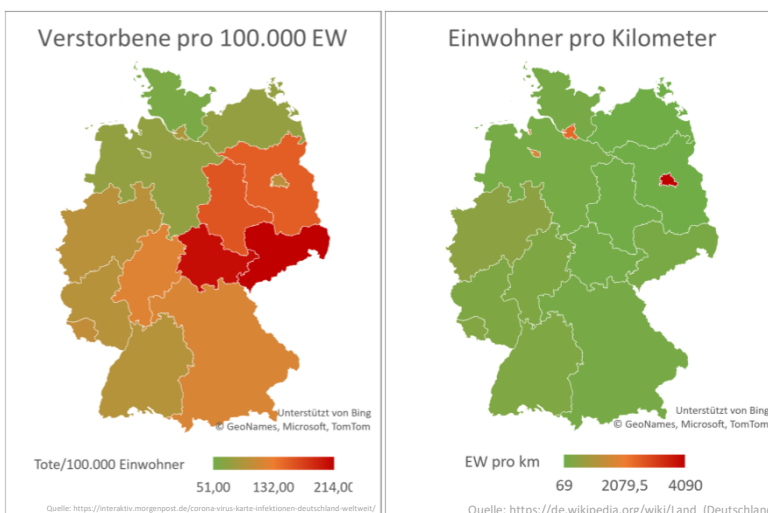 Verstorbene pro 100.000 EW
Unterstützt von Bing
© GeoNames, Microsoft, TomTom
Tote/100.000 Einwohner
51,00 132,00 214,0
Quelle: https://interaktiv.morgenpost.de/corona-virus-karte-infektionen-deutschland-weltweit/
Einwohner pro Kilometer
Unterstützt von Bing
© GeoNames, Microsoft, TomTom
EW pro km
69 2079,5 4090
Quelle: https://de.wikipedia.org/wiki/Land_(Deutschland